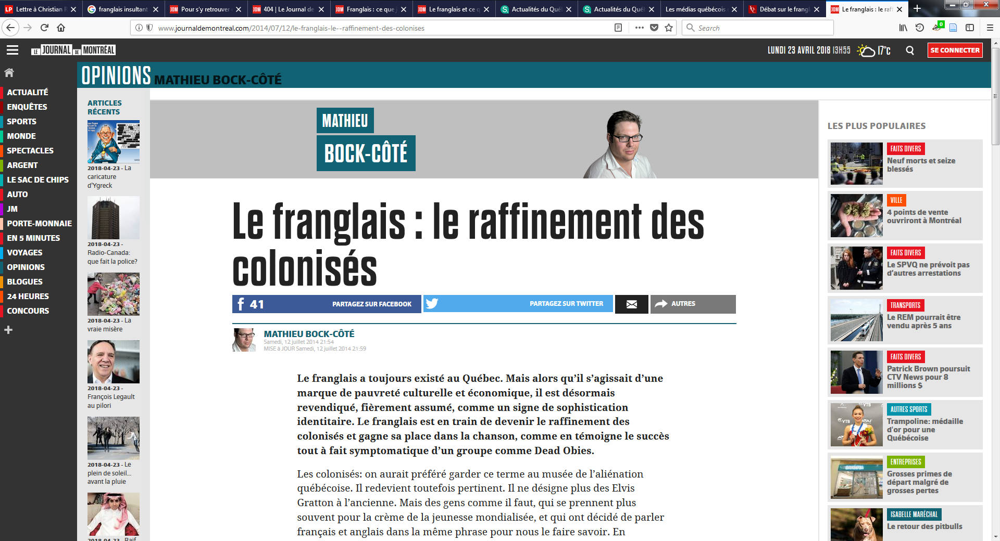 Lettre à Christian R
franglais insultant
Pour s'y retrouver
404 | Le Journal de
Franglais : ce que j
Le franglais et ce q
Actualités du Qué
Actualités du Qué
Les médias québécois
Débat sur le frangl
Le franglais : le raff
www.journaldemontreal.com/2014/07/12/le-franglais-le--raffinement-des-colonises
Search
0
LE JOURNAL DE MONTRÉAL
LUNDI 23 AVRIL 2018 13H55
17°C
SE CONNECTER
OPINIONS MATHIEU BOCK-CÔTÉ
ACTUALITÉ
ENQUÊTES
SPORTS
MONDE
SPECTACLES
ARGENT
LE SAC DE CHIPS
AUTO
JM
PORTE-MONNAIE
EN 5 MINUTES
VOYAGES
OPINIONS
BLOGUES
24 HEURES
CONCOURS
ARTICLES
RÉCENTS
2018-04-23 - La
caricature
d'Ygreck
2018-04-23 -
Radio-Canada:
que fait la police?
2018-04-23 - La
vraie misère
2018-04-23 -
François Legault
au pilori
2018-04-23 - Le
plein de soleil...
avant la pluie
2018-04-23 - Raif
MATHIEU
BOCK-CÔTÉ
Le franglais : le raffinement des
colonisés
41
PARTAGEZ SUR FACEBOOK
PARTAGEZ SUR TWITTER
AUTRES
MATHIEU BOCK-CÔTÉ
Samedi, 12 juillet 2014 21:54
MISE à JOUR Samedi, 12 juillet 2014 21:59
Le franglais a toujours existé au Québec. Mais alors qu’il s’agissait d’une
marque de pauvreté culturelle et économique, il est désormais
revendiqué, fièrement assumé, comme un signe de sophistication
identitaire. Le franglais est en train de devenir le raffinement des
colonisés et gagne sa place dans la chanson, comme en témoigne le succès
tout à fait symptomatique d’un groupe comme Dead Obies.
Les colonisés: on aurait préféré garder ce terme au musée de l’aliénation
québécoise. Il redevient toutefois pertinent. Il ne désigne plus des Elvis
Gratton à l’ancienne. Mais des gens comme il faut, qui se prennent plus
souvent pour la crème de la jeunesse mondialisée, et qui ont décidé de parler
français et anglais dans la même phrase pour nous le faire savoir. En
LES PLUS POPULAIRES
FAITS DIVERS
Neuf morts et seize
blessés
VILLE
4 points de vente
ouvriront à Montréal
FAITS DIVERS
Le SPVQ ne prévoit pas
d’autres arrestations
TRANSPORTS
Le REM pourrait être
vendu après 5 ans
FAITS DIVERS
Patrick Brown poursuit
CTV News pour 8
millions $
AUTRES SPORTS
Trampoline: médaille
d'or pour une
Québécoise
ENTREPRISES
Grosses primes de
départ malgré de
grosses pertes
ISABELLE MARÉCHAL
Le retour des pitbulls